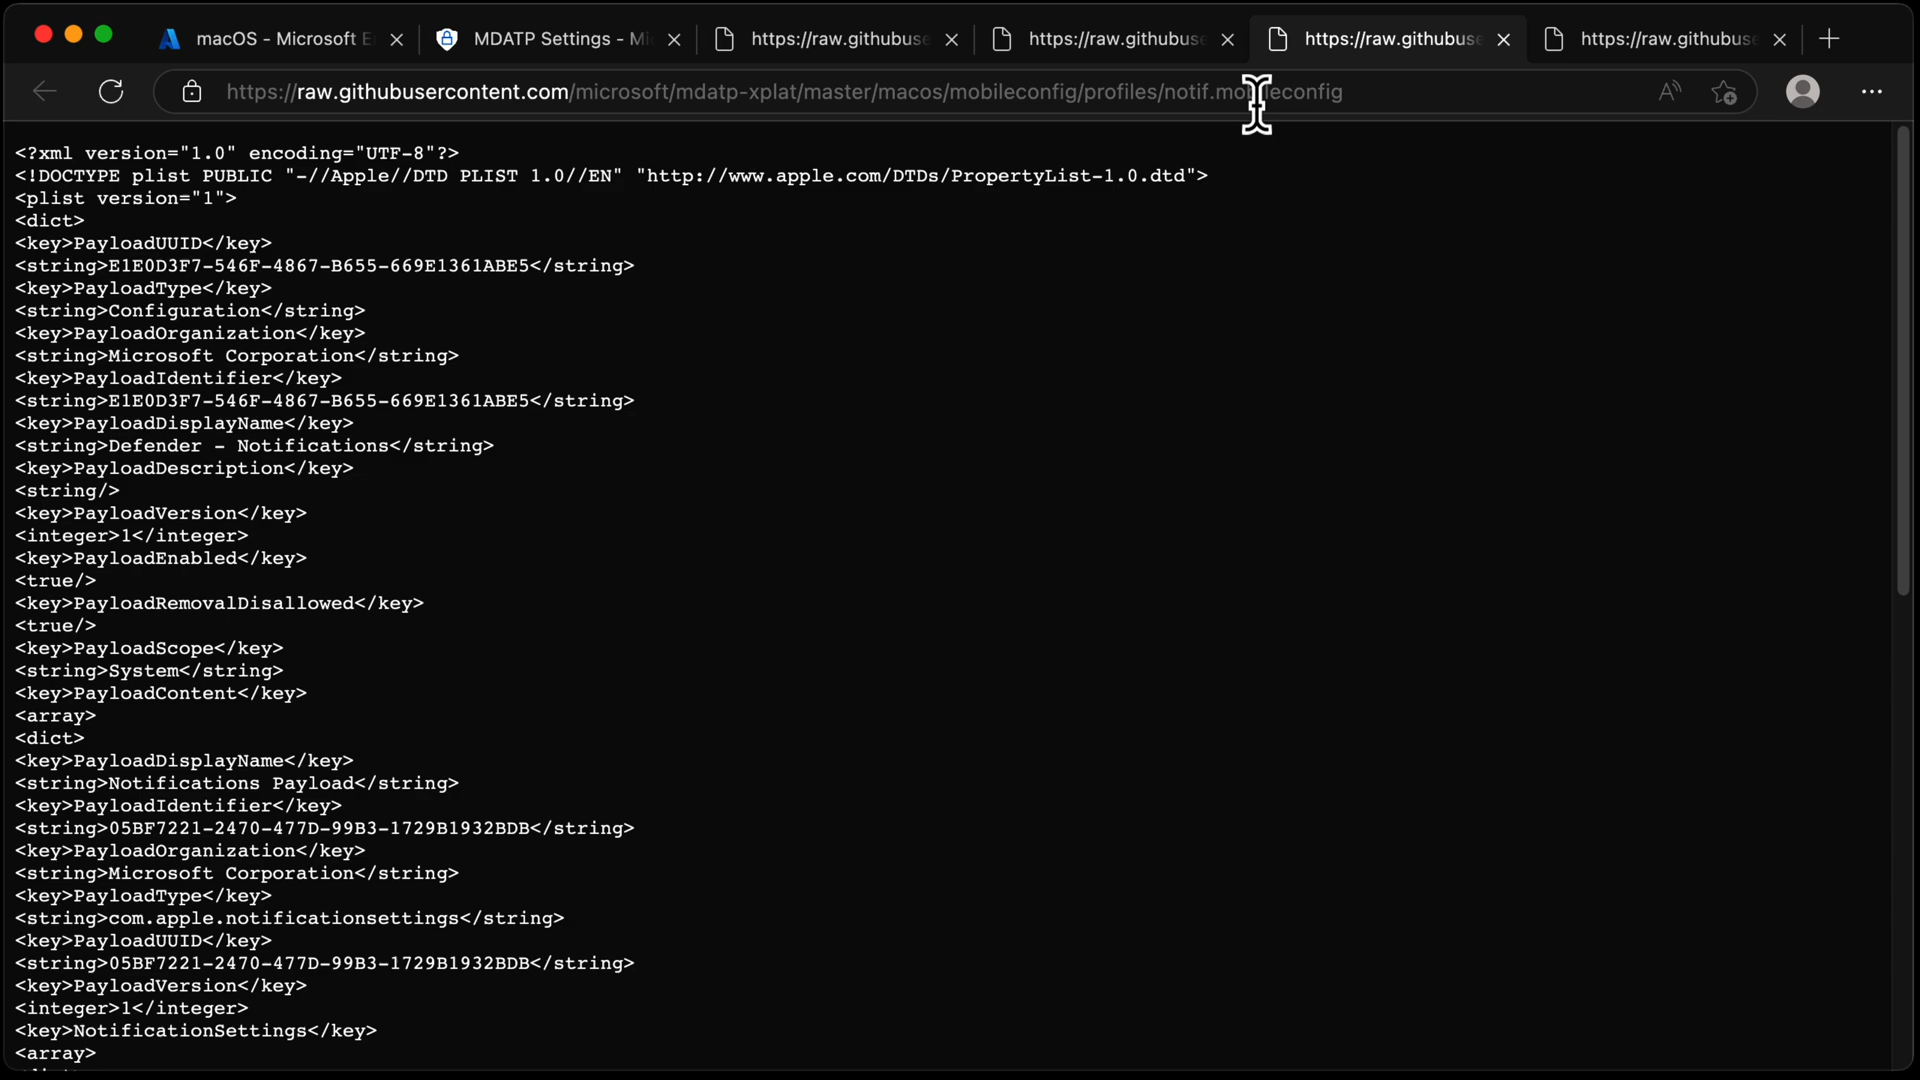 macOS - Microsoft E
MDATP Settings - Mi
https://raw.githubuse
https://raw.githubuse
https://raw.githubuse
https://raw.githubuse
https://raw.githubusercontent.com/microsoft/mdatp-xplat/master/macos/mobileconfig/profiles/notif.mobileconfig
<?xml version="1.0" encoding="UTF-8"?>
<!DOCTYPE plist PUBLIC "-//Apple//DTD PLIST 1.0//EN" "http://www.apple.com/DTDs/PropertyList-1.0.dtd">
<plist version="1">
<dict>
<key>PayloadUUID</key>
<string>E1E0D3F7-546F-4867-B655-669E1361ABE5</string>
<key>PayloadType</key>
<string>Configuration</string>
<key>PayloadOrganization</key>
<string>Microsoft Corporation</string>
<key>PayloadIdentifier</key>
<string>E1E0D3F7-546F-4867-B655-669E1361ABE5</string>
<key>PayloadDisplayName</key>
<string>Defender - Notifications</string>
<key>PayloadDescription</key>
<string/>
<key>PayloadVersion</key>
<integer>1</integer>
<key>PayloadEnabled</key>
<true/>
<key>PayloadRemovalDisallowed</key>
<true/>
<key>PayloadScope</key>
<string>System</string>
<key>PayloadContent</key>
<array>
<dict>
<key>PayloadDisplayName</key>
<string>Notifications Payload</string>
<key>PayloadIdentifier</key>
<string>05BF7221-2470-477D-99B3-1729B1932BDB</string>
<key>PayloadOrganization</key>
<string>Microsoft Corporation</string>
<key>PayloadType</key>
<string>com.apple.notificationsettings</string>
<key>PayloadUUID</key>
<string>05BF7221-2470-477D-99B3-1729B1932BDB</string>
<key>PayloadVersion</key>
<integer>1</integer>
<key>NotificationSettings</key>
<array>